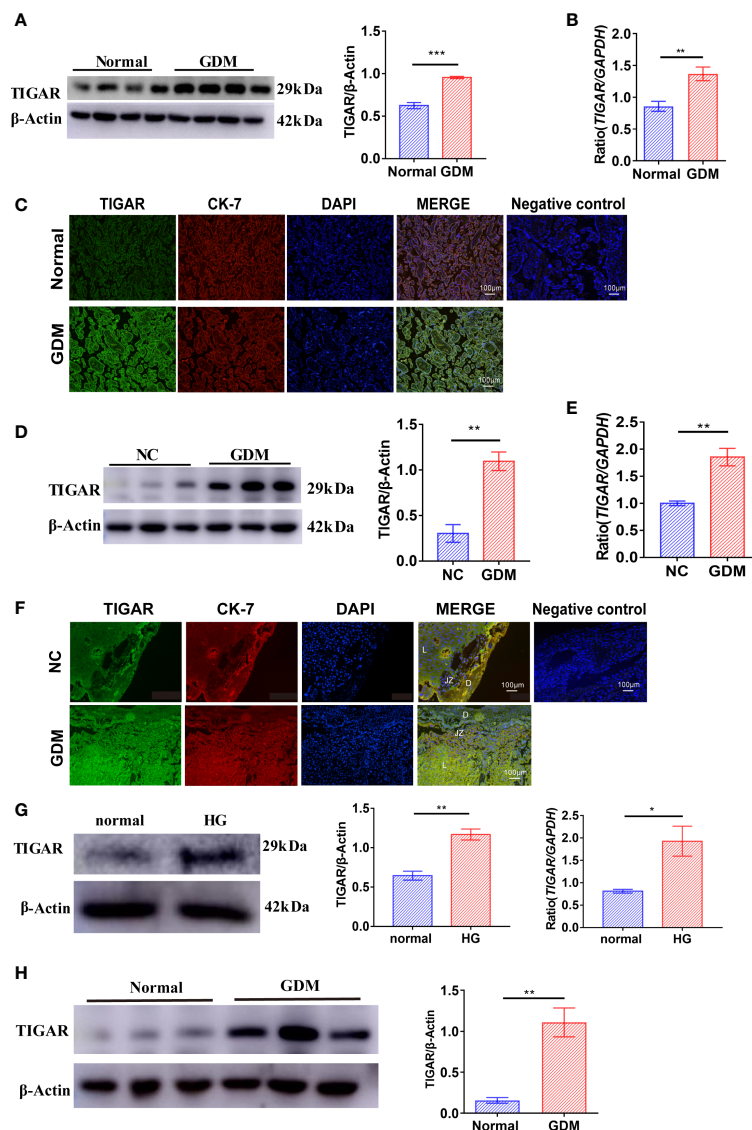 A
Normal GDM
TIGAR
29kDa
β-Actin
42kDa
TIGAR/β-Actin
1.5
1.0
0.5
0.0
***
Normal GDM
B
Ratio(TIGAR/GAPDH)
2.0
1.5
1.0
0.5
0.0
**
Normal GDM
C
TIGAR CK-7 DAPI MERGE Negative control
Normal
100μm
100μm
GDM
100μm
D
NC GDM
TIGAR
29kDa
β-Actin
42kDa
TIGAR/β-Actin
1.5
1.0
0.5
0.0
**
NC GDM
E
Ratio(TIGAR/GAPDH)
2.5
2.0
1.5
1.0
0.5
0.0
**
NC GDM
F
TIGAR CK-7 DAPI MERGE Negative control
NC
L
JZ
D
100μm
100μm
GDM
D
JZ
L
100μm
G
normal HG
TIGAR
29kDa
β-Actin
42kDa
TIGAR/β-Actin
1.5
1.0
0.5
0.0
**
normal HG
Ratio(TIGAR/GAPDH)
2.5
2.0
1.5
1.0
0.5
0.0
*
normal HG
H
Normal GDM
TIGAR
β-Actin
TIGAR/β-Actin
1.5
1.0
0.5
0.0
**
Normal GDM